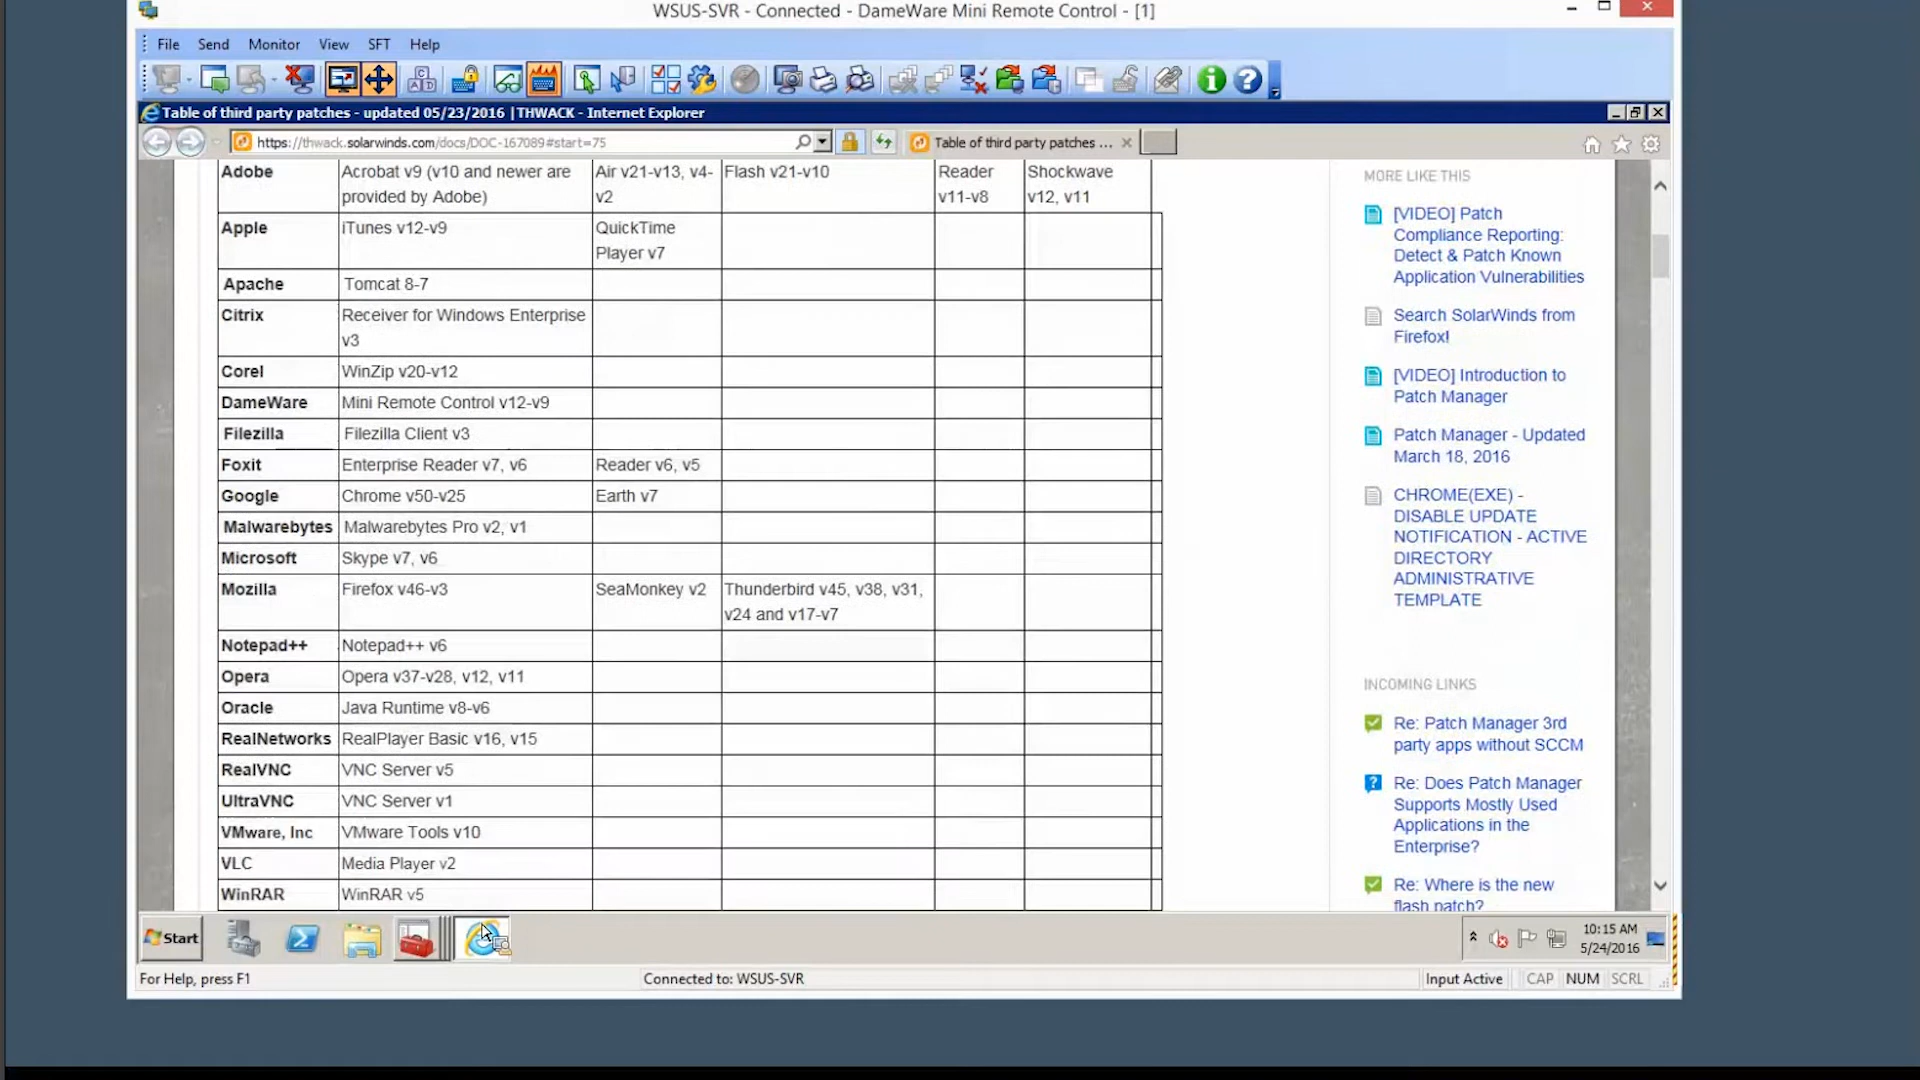 WSUS-SVR - Connected - DameWare Mini Remote Control - [1]
File Send Monitor View SFT Help
Table of third party patches - updated 05/23/2016 | THWACK - Internet Explorer
https://thwack.solarwinds.com/docs/DOC-167089#start=75
Table of third party patches ...
Adobe
Acrobat v9 (v10 and newer are
provided by Adobe)
Air v21-v13, v4-
v2
Flash v21-v10
Reader
v11-v8
Shockwave
v12, v11
Apple
iTunes v12-v9
QuickTime
Player v7
Apache
Tomcat 8-7
Citrix
Receiver for Windows Enterprise
v3
Corel
WinZip v20-v12
DameWare
Mini Remote Control v12-v9
Filezilla
Filezilla Client v3
Foxit
Enterprise Reader v7, v6
Reader v6, v5
Google
Chrome v50-v25
Earth v7
Malwarebytes
Malwarebytes Pro v2, v1
Microsoft
Skype v7, v6
Mozilla
Firefox v46-v3
SeaMonkey v2
Thunderbird v45, v38, v31,
v24 and v17-v7
Notepad++
Notepad++ v6
Opera
Opera v37-v28, v12, v11
Oracle
Java Runtime v8-v6
RealNetworks
RealPlayer Basic v16, v15
RealVNC
VNC Server v5
UltraVNC
VNC Server v1
VMware, Inc
VMware Tools v10
VLC
Media Player v2
WinRAR
WinRAR v5
MORE LIKE THIS
[VIDEO] Patch
Compliance Reporting:
Detect & Patch Known
Application Vulnerabilities
Search SolarWinds from
Firefox!
[VIDEO] Introduction to
Patch Manager
Patch Manager - Updated
March 18, 2016
CHROME(EXE) -
DISABLE UPDATE
NOTIFICATION - ACTIVE
DIRECTORY
ADMINISTRATIVE
TEMPLATE
INCOMING LINKS
Re: Patch Manager 3rd
party apps without SCCM
Re: Does Patch Manager
Supports Mostly Used
Applications in the
Enterprise?
Re: Where is the new
flash patch?
Start
10:15 AM
5/24/2016
For Help, press F1
Connected to: WSUS-SVR
Input Active
CAP NUM SCRL